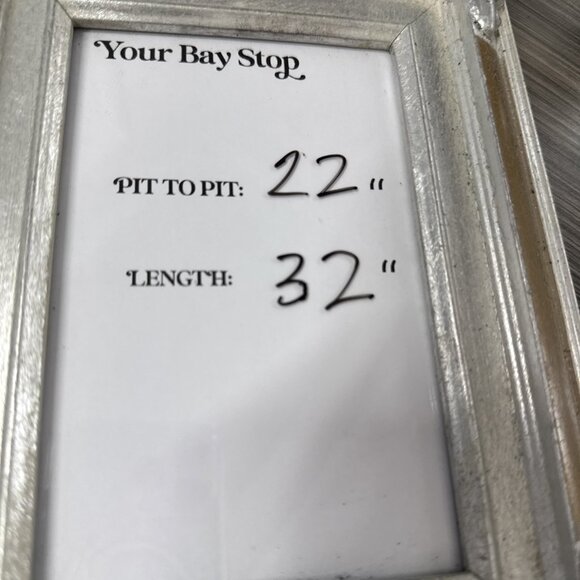 Your Bay Stop
PIT TO PIT: 22"
LENGTH: 32"